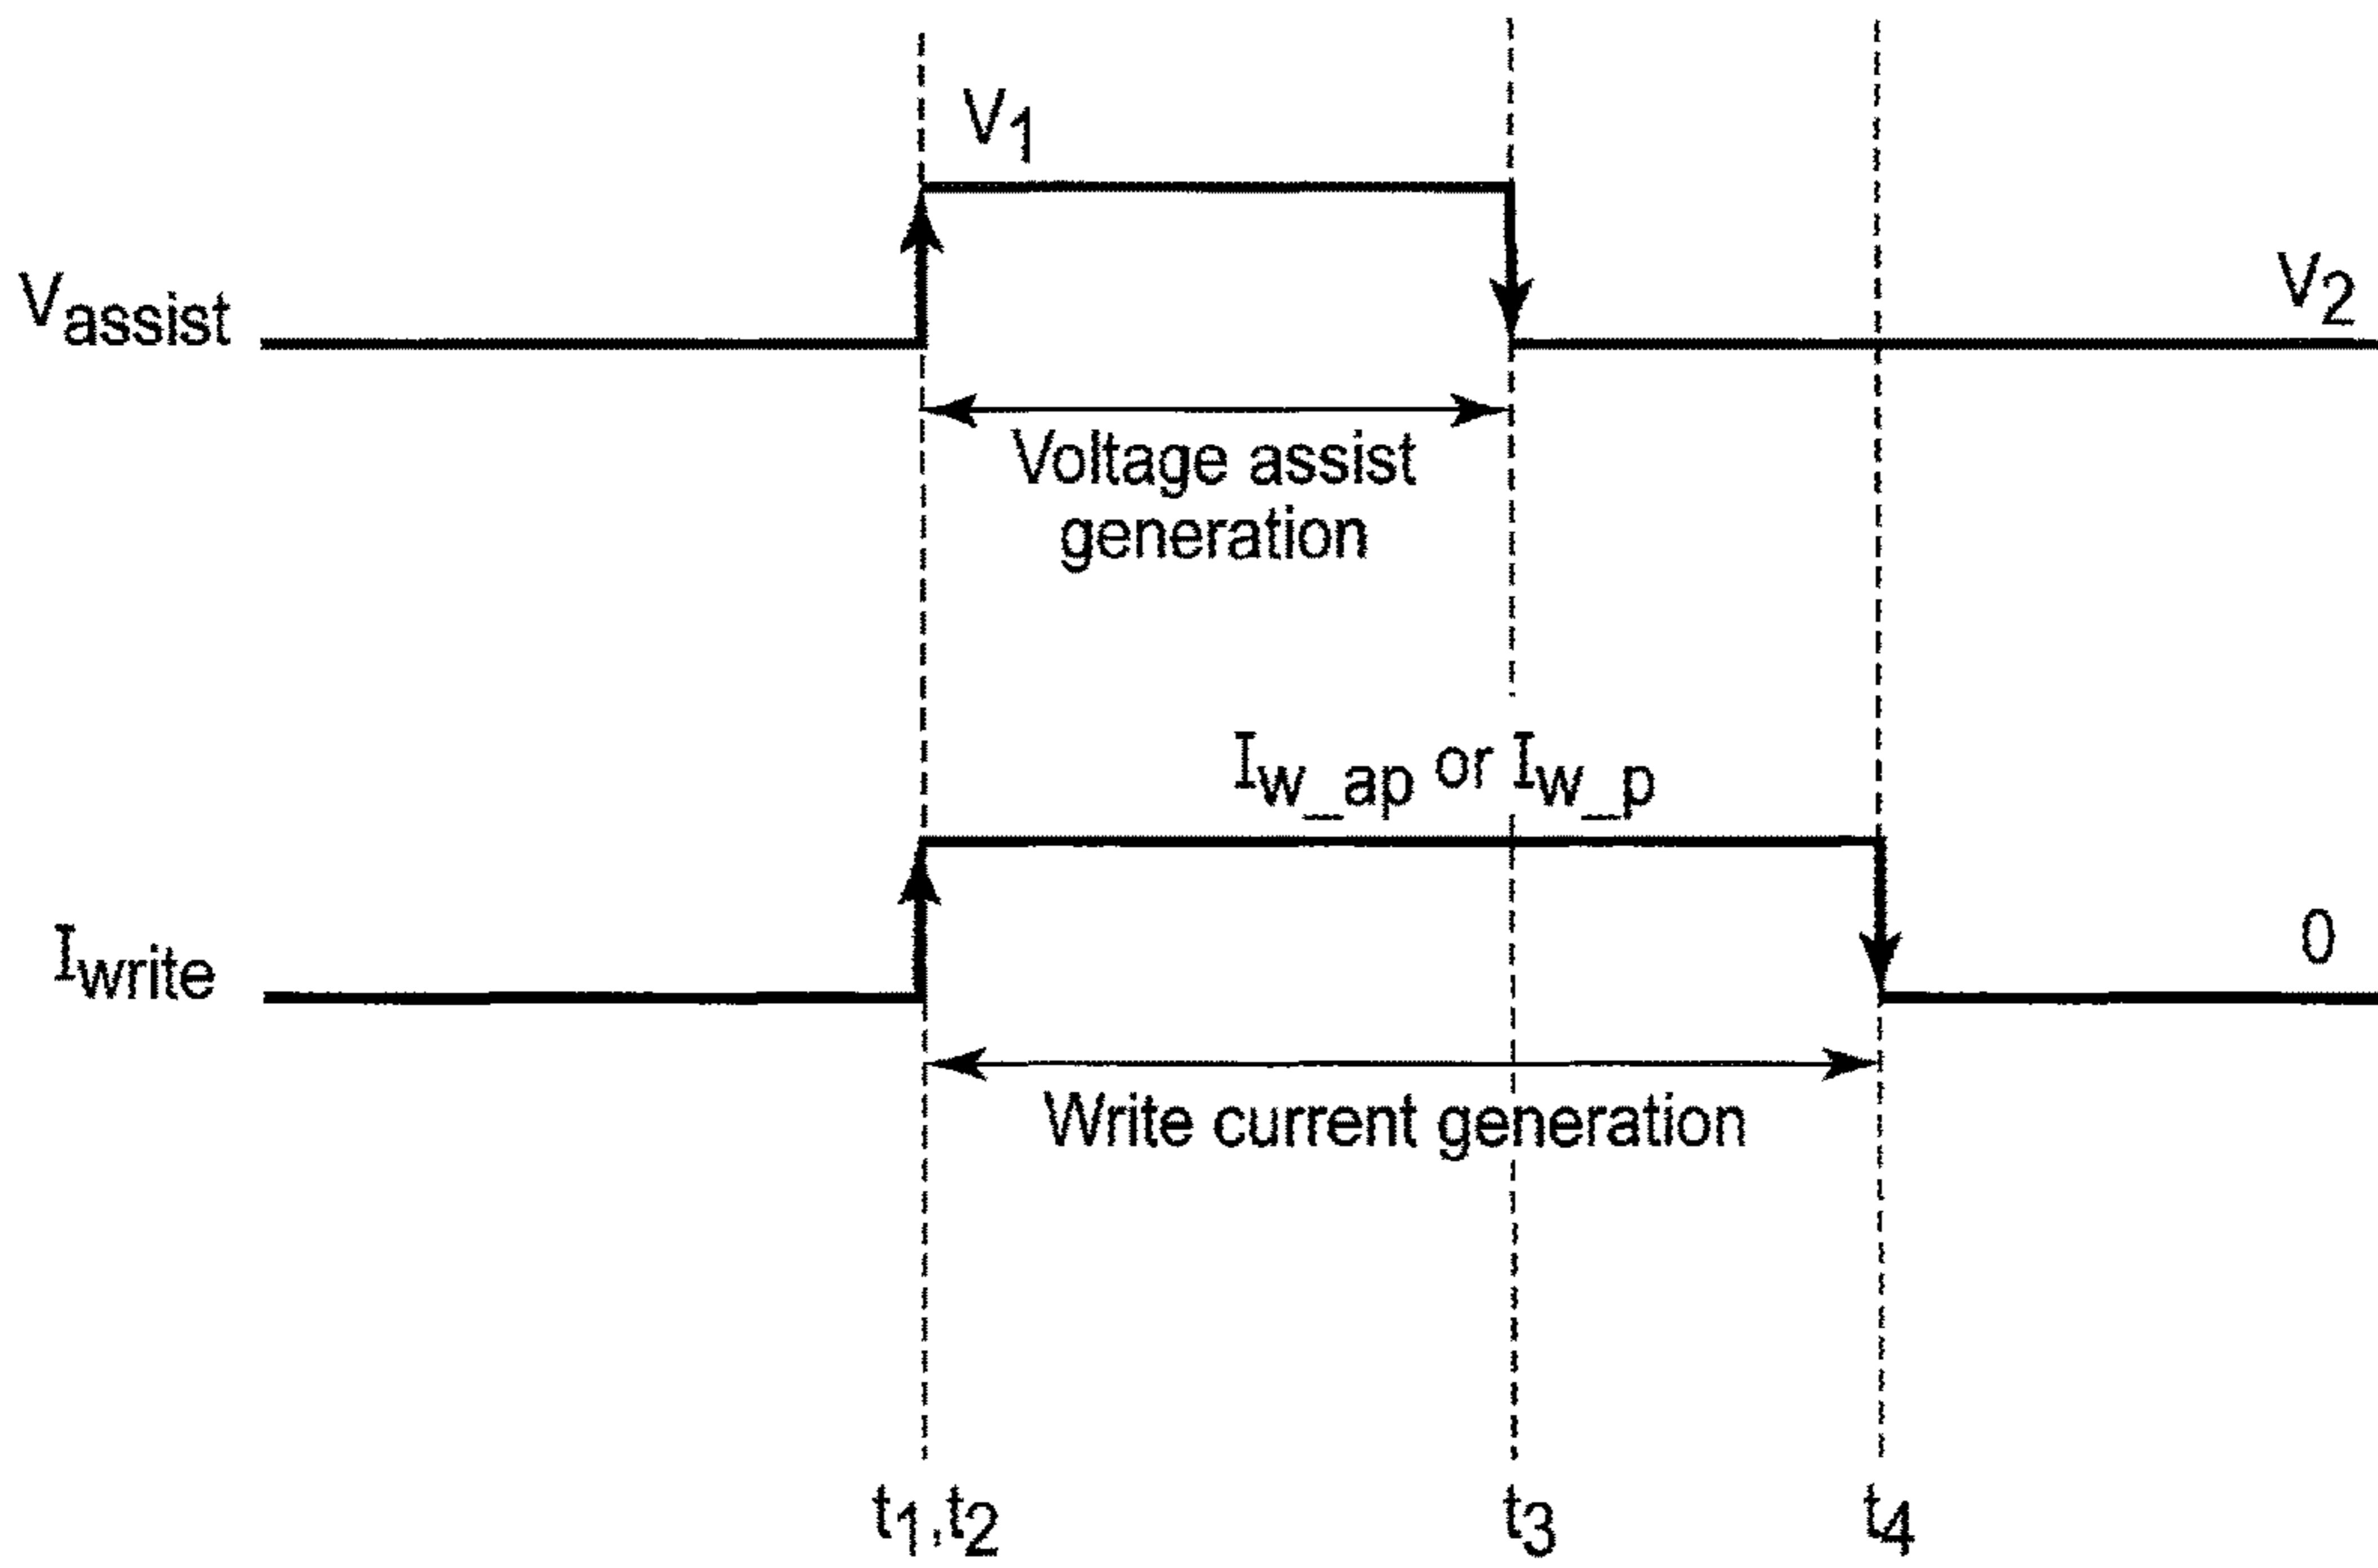 V1
Vassist
V2
Voltage assist
generation
Iw_ap or Iw_p
Iwrite
0
Write current generation
t1,t2
t3
t4